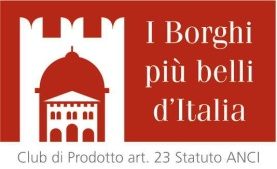 I Borghi
più belli
d'Italia
Club di Prodotto art. 23 Statuto ANCI